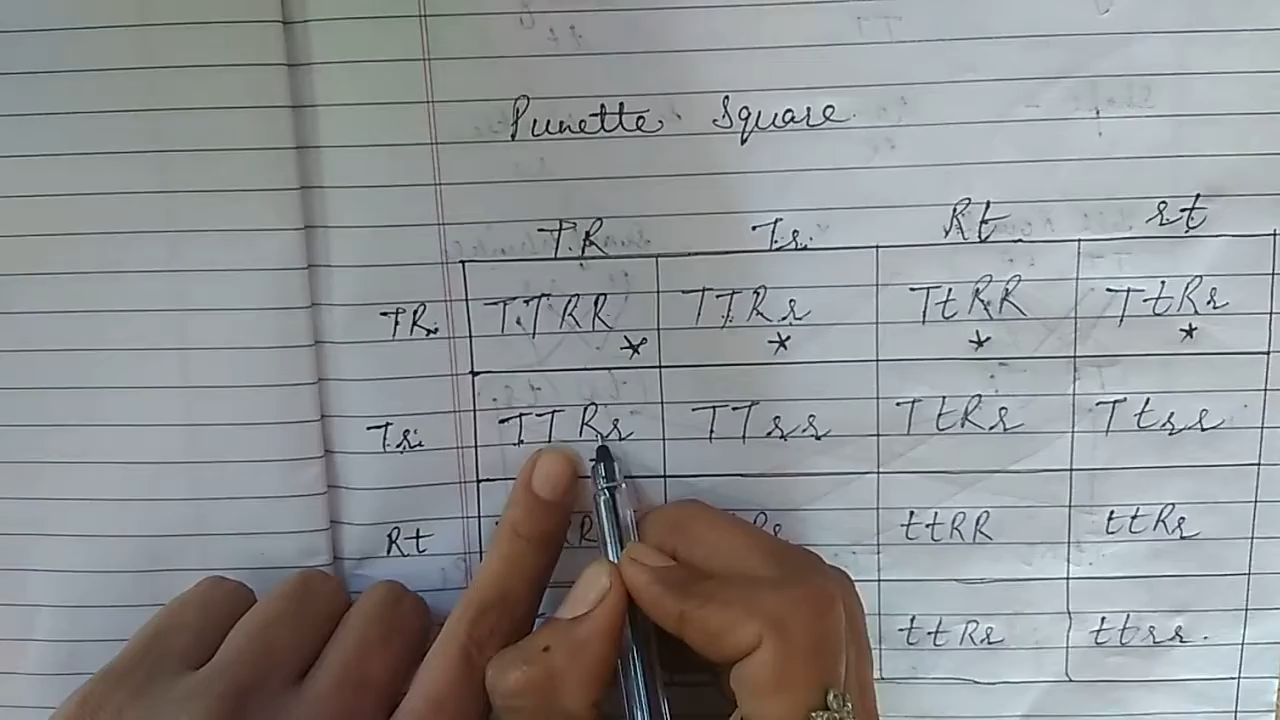 Punette Square
T.R Tr. Rt rt
TR. TTRR TTRr TtRR TtRr
* * * *
Tr. TTRr TTrr TtRr Ttrr
Rt ttRR ttRr
ttRr ttrr.